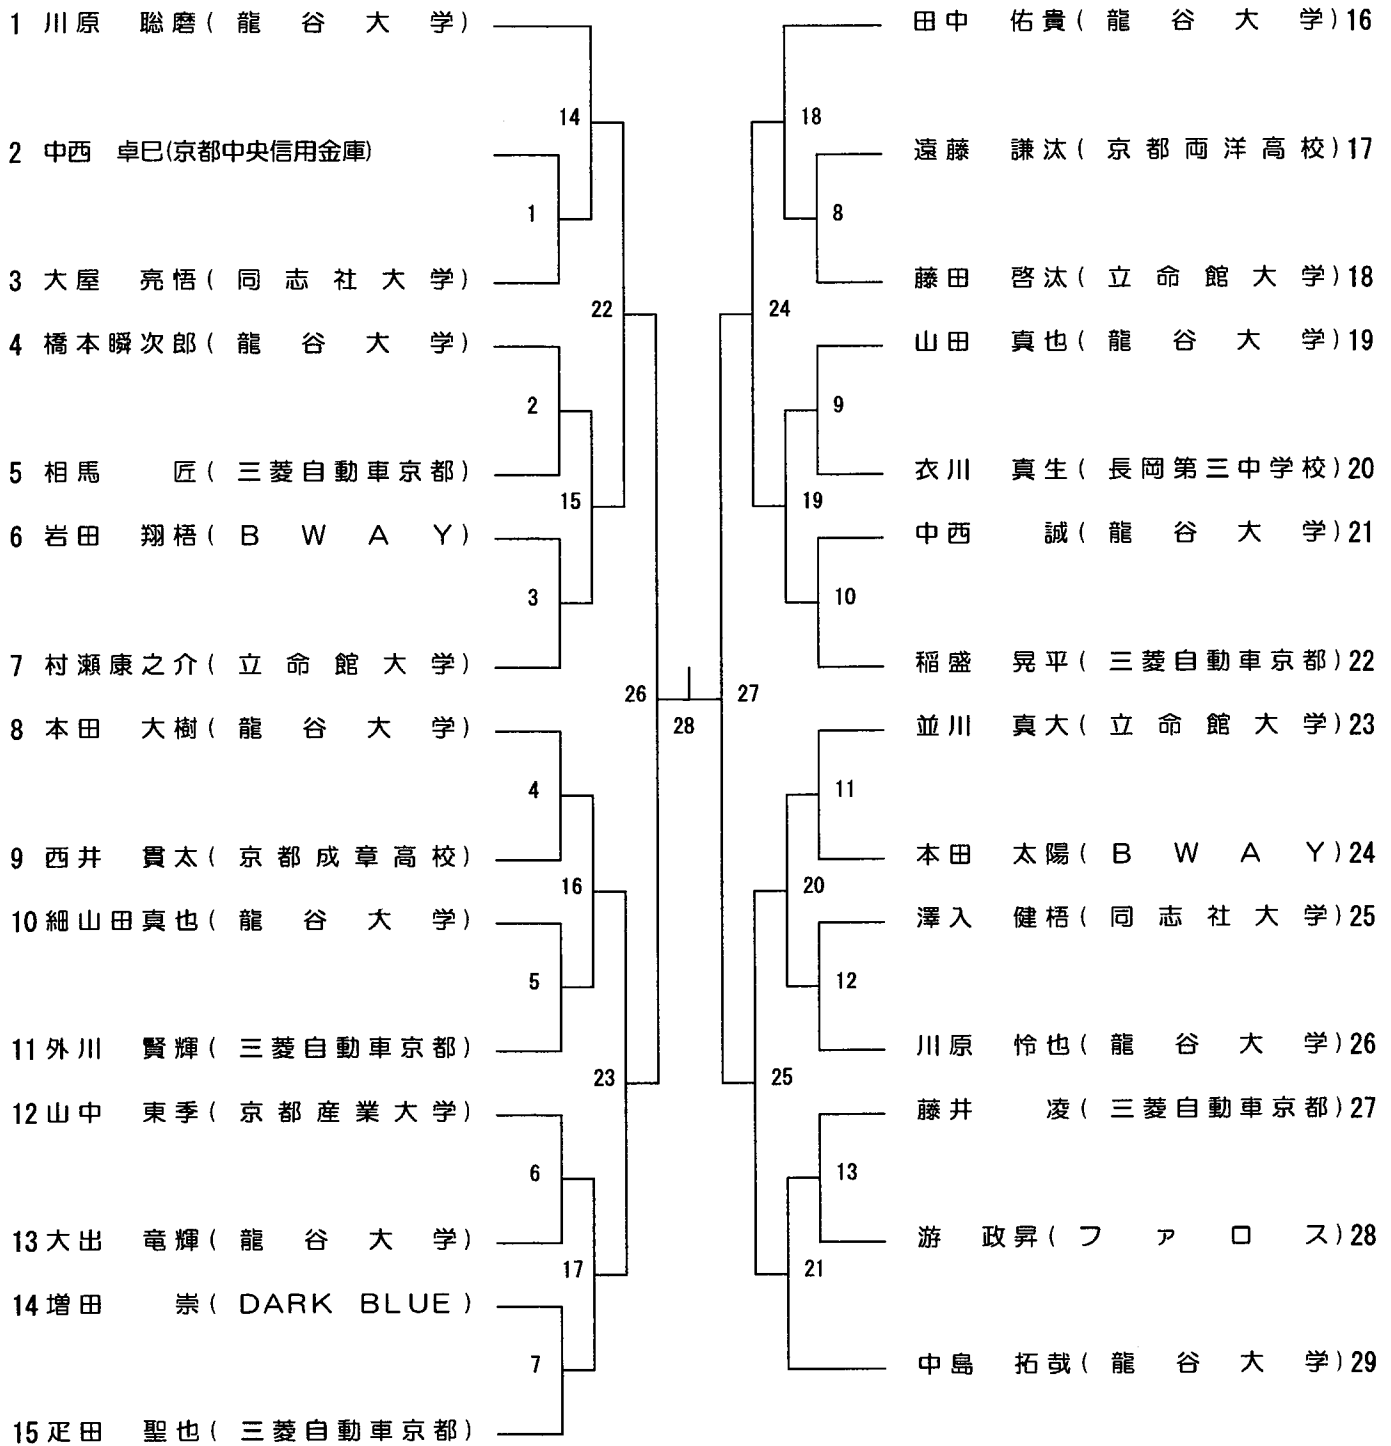 1 川原 聡磨(龍谷大学)
2 中西 卓巳(京都中央信用金庫)
3 大屋 亮悟(同志社大学)
4 橋本瞬次郎(龍谷大学)
5 相馬 匠(三菱自動車京都)
6 岩田 翔梧(BWAY)
7 村瀬康之介(立命館大学)
8 本田 大樹(龍谷大学)
9 西井 貫太(京都成章高校)
10 細山田真也(龍谷大学)
11 外川 賢輝(三菱自動車京都)
12 山中 東季(京都産業大学)
13 大出 竜輝(龍谷大学)
14 増田 崇(DARK BLUE)
15 疋田 聖也(三菱自動車京都)
1
2
3
4
5
6
7
14
15
16
17
22
23
26
28
27
24
25
18
19
20
21
8
9
10
11
12
13
田中 佑貴(龍谷大学)16
遠藤 謙汰(京都両洋高校)17
藤田 啓汰(立命館大学)18
山田 真也(龍谷大学)19
衣川 真生(長岡第三中学校)20
中西 誠(龍谷大学)21
稲盛 晃平(三菱自動車京都)22
並川 真大(立命館大学)23
本田 太陽(BWAY)24
澤入 健梧(同志社大学)25
川原 怜也(龍谷大学)26
藤井 凌(三菱自動車京都)27
游 政昇(ファロス)28
中島 拓哉(龍谷大学)29